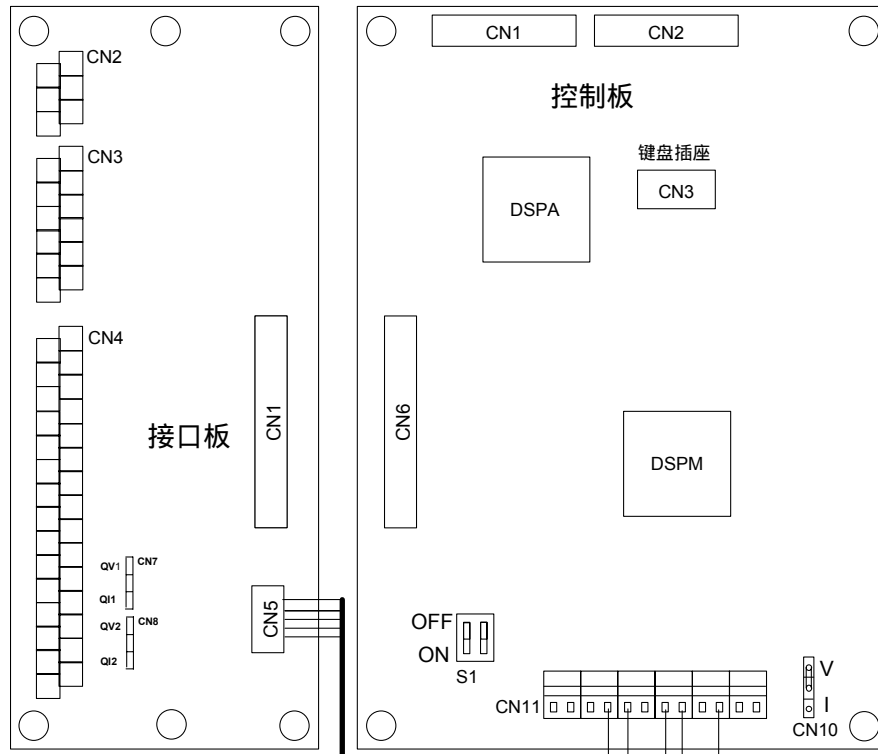 CN2
CN3
CN4
接口板
CN1
QV1 CN7
QI1
QV2 CN8
QI2
CN5
CN1
CN2
控制板
键盘插座
CN3
DSPA
CN6
DSPM
OFF
ON
S1
CN11
V
I
CN10